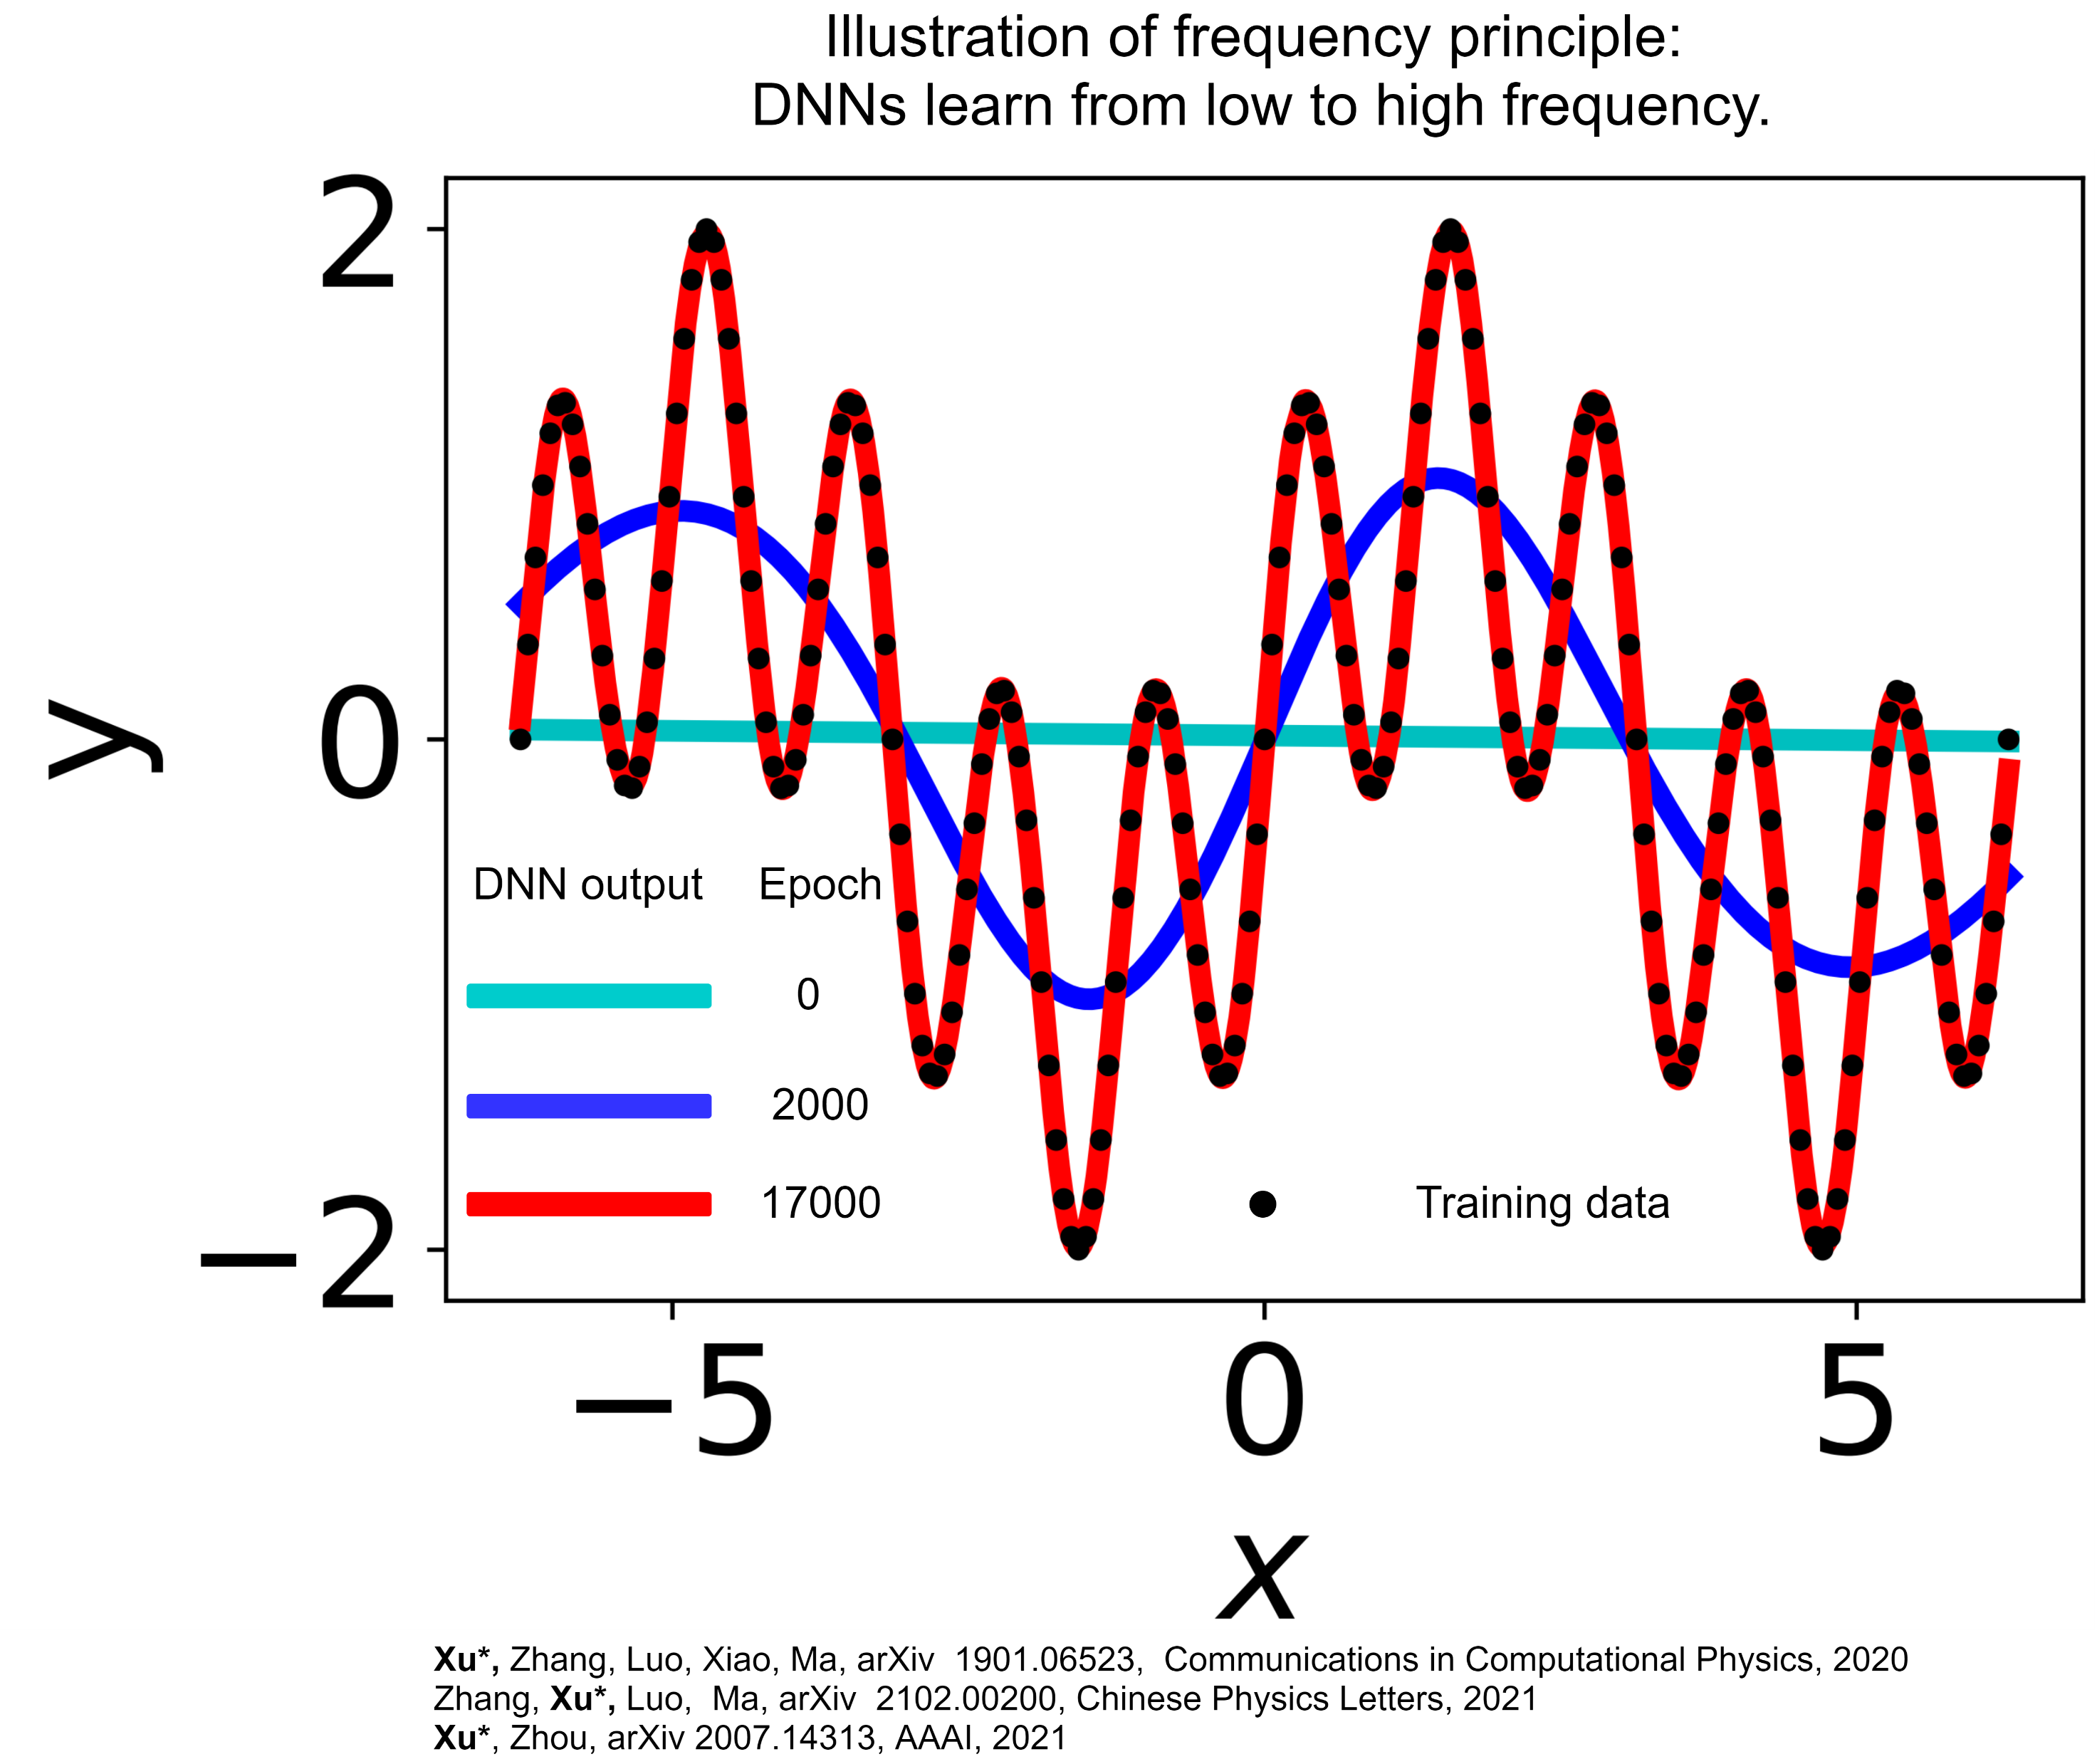 Illustration of frequency principle:
DNNs learn from low to high frequency.
2
0
−2
y
DNN output Epoch
0
2000
17000
Training data
−5 0 5
x
Xu*, Zhang, Luo, Xiao, Ma, arXiv 1901.06523, Communications in Computational Physics, 2020
Zhang, Xu*, Luo, Ma, arXiv 2102.00200, Chinese Physics Letters, 2021
Xu*, Zhou, arXiv 2007.14313, AAAI, 2021